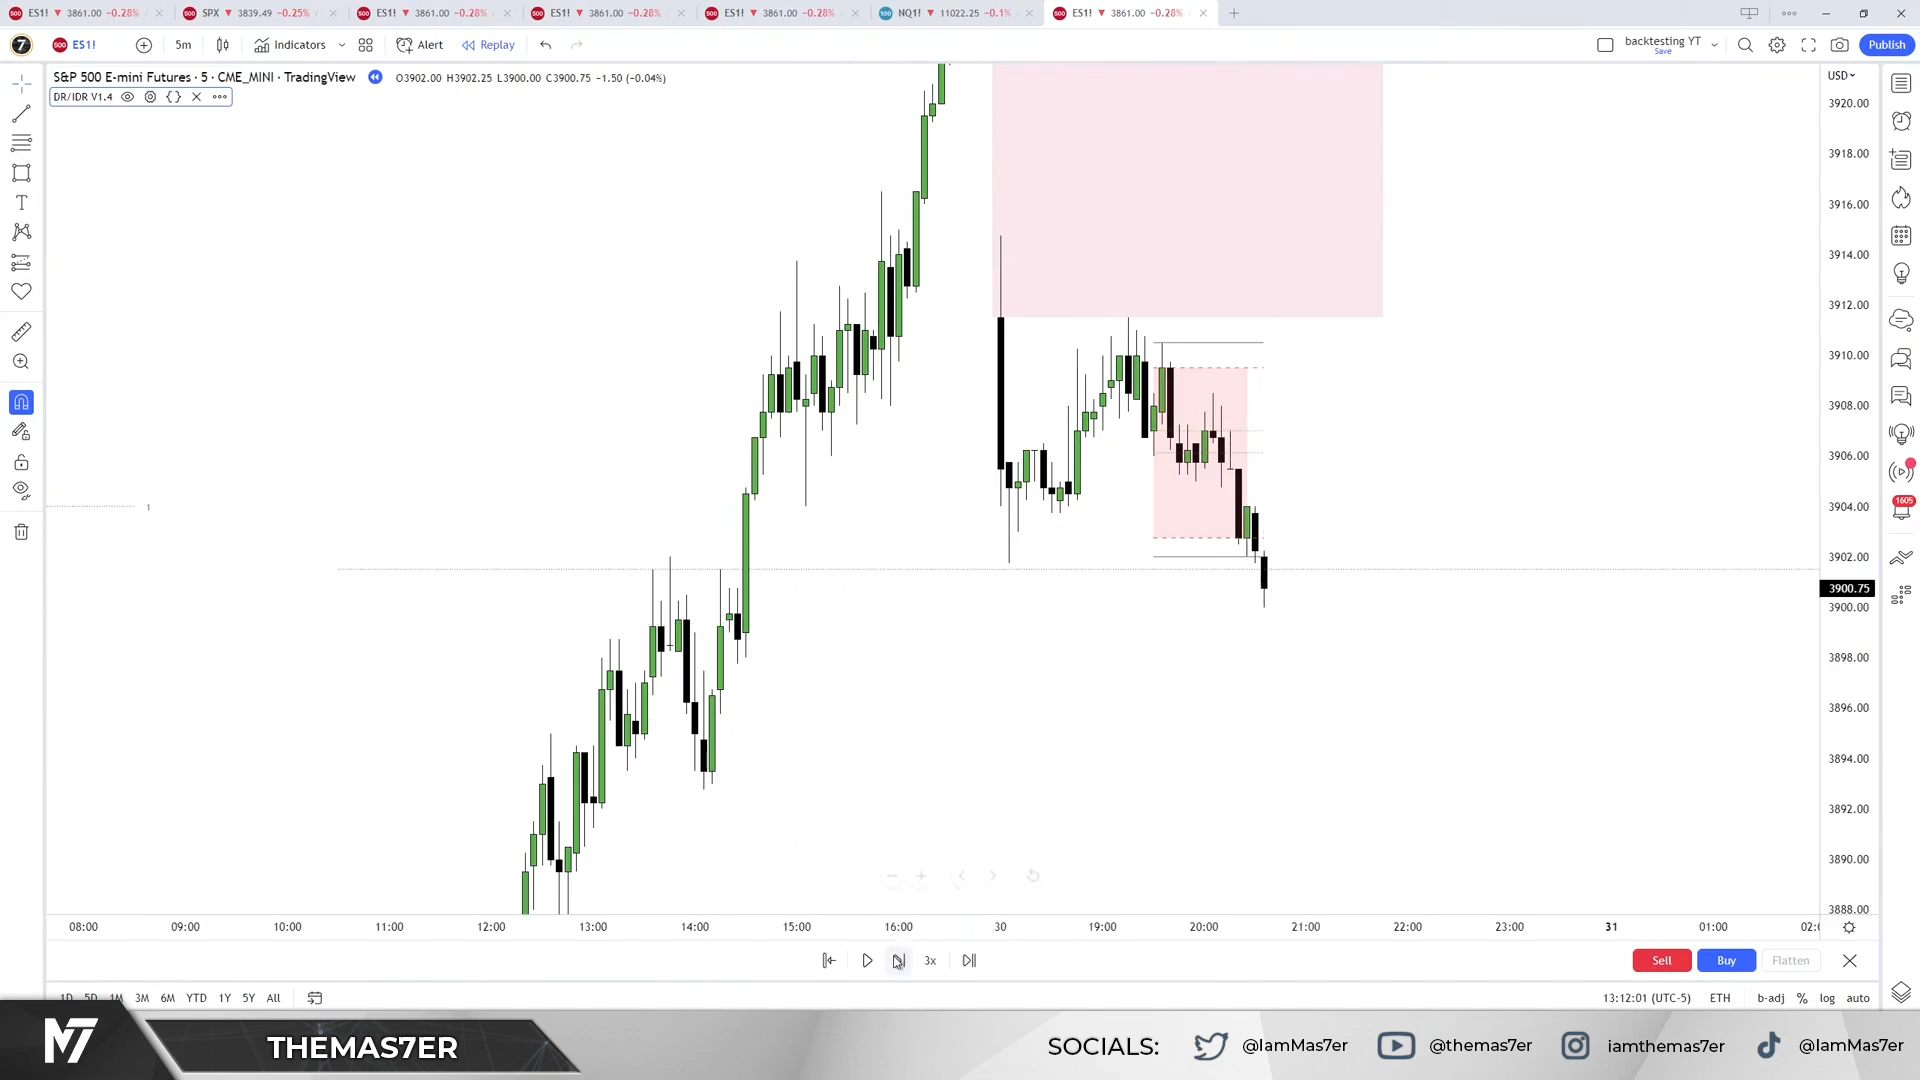 ES1! ▼ 3861.00 −0.28% /
SPX ▼ 3839.49 −0.25% /
ES1! ▼ 3861.00 −0.28% /
ES1! ▼ 3861.00 −0.28% /
ES1! ▼ 3861.00 −0.28% /
NQ1! ▼ 11022.25 −0.1%
ES1! ▼ 3861.00 −0.28% /
ES1!
5m
Indicators
Alert
Replay
backtesting YT
Save
Publish
S&P 500 E-mini Futures · 5 · CME_MINI · TradingView
O3902.00 H3902.25 L3900.00 C3900.75 −1.50 (−0.04%)
DR/IDR V1.4
USD
3920.00
3918.00
3916.00
3914.00
3912.00
3910.00
3908.00
3906.00
3904.00
3902.00
3900.75
3900.00
3898.00
3896.00
3894.00
3892.00
3890.00
3888.00
1
1605
08:00 09:00 10:00 11:00 12:00 13:00 14:00 15:00 16:00 30 19:00 20:00 21:00 22:00 23:00 31 01:00
3x
Sell
Buy
Flatten
1D 5D 1M 3M 6M YTD 1Y 5Y All
13:12:01 (UTC-5) ETH b-adj % log auto
M7
THEMAS7ER
SOCIALS:
@IamMas7er
@themas7er
iamthemas7er
@IamMas7er